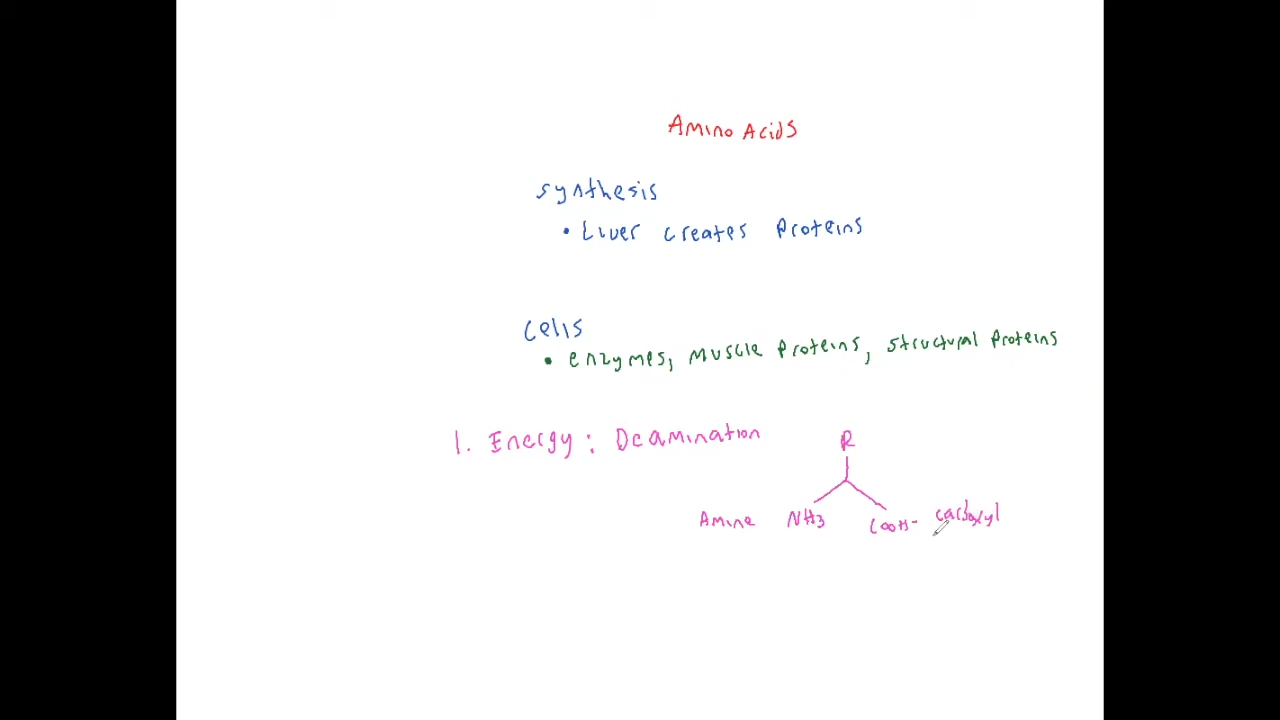 Amino Acids
synthesis
• Liver creates Proteins
cells
• enzymes, muscle proteins, structural proteins
1. Energy: Deamination
R
Amine NH3 COOH- carboxyl